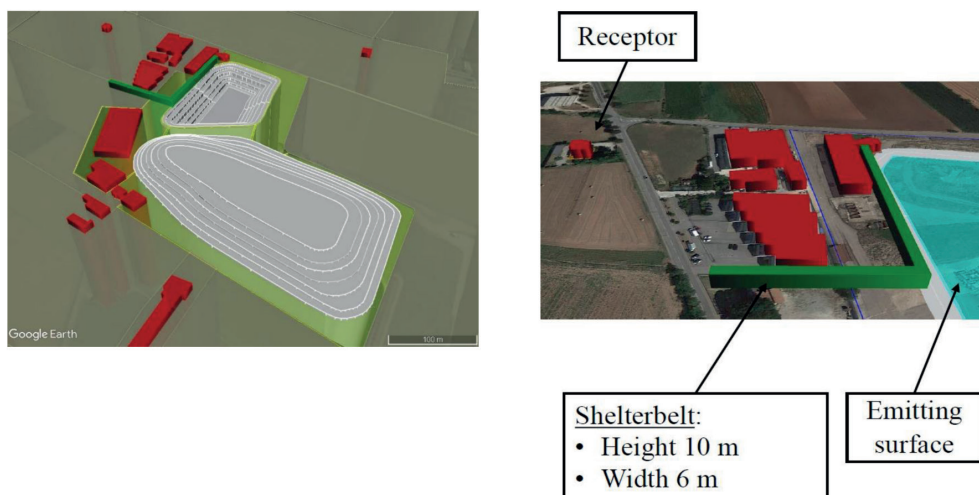 Receptor
Google Earth
100 m
Shelterbelt:
• Height 10 m
• Width 6 m
Emitting
surface